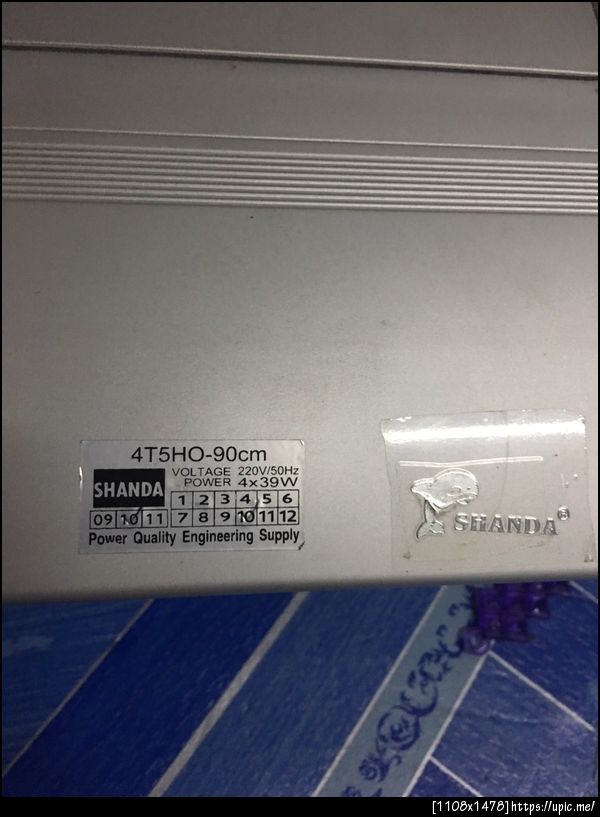 4T5HO-90cm
SHANDA
VOLTAGE 220V/50Hz
POWER 4x39W
1 2 3 4 5 6
09 10 11 7 8 9 10 11 12
Power Quality Engineering Supply
SHANDA®
[1108x1478]https://upic.me/